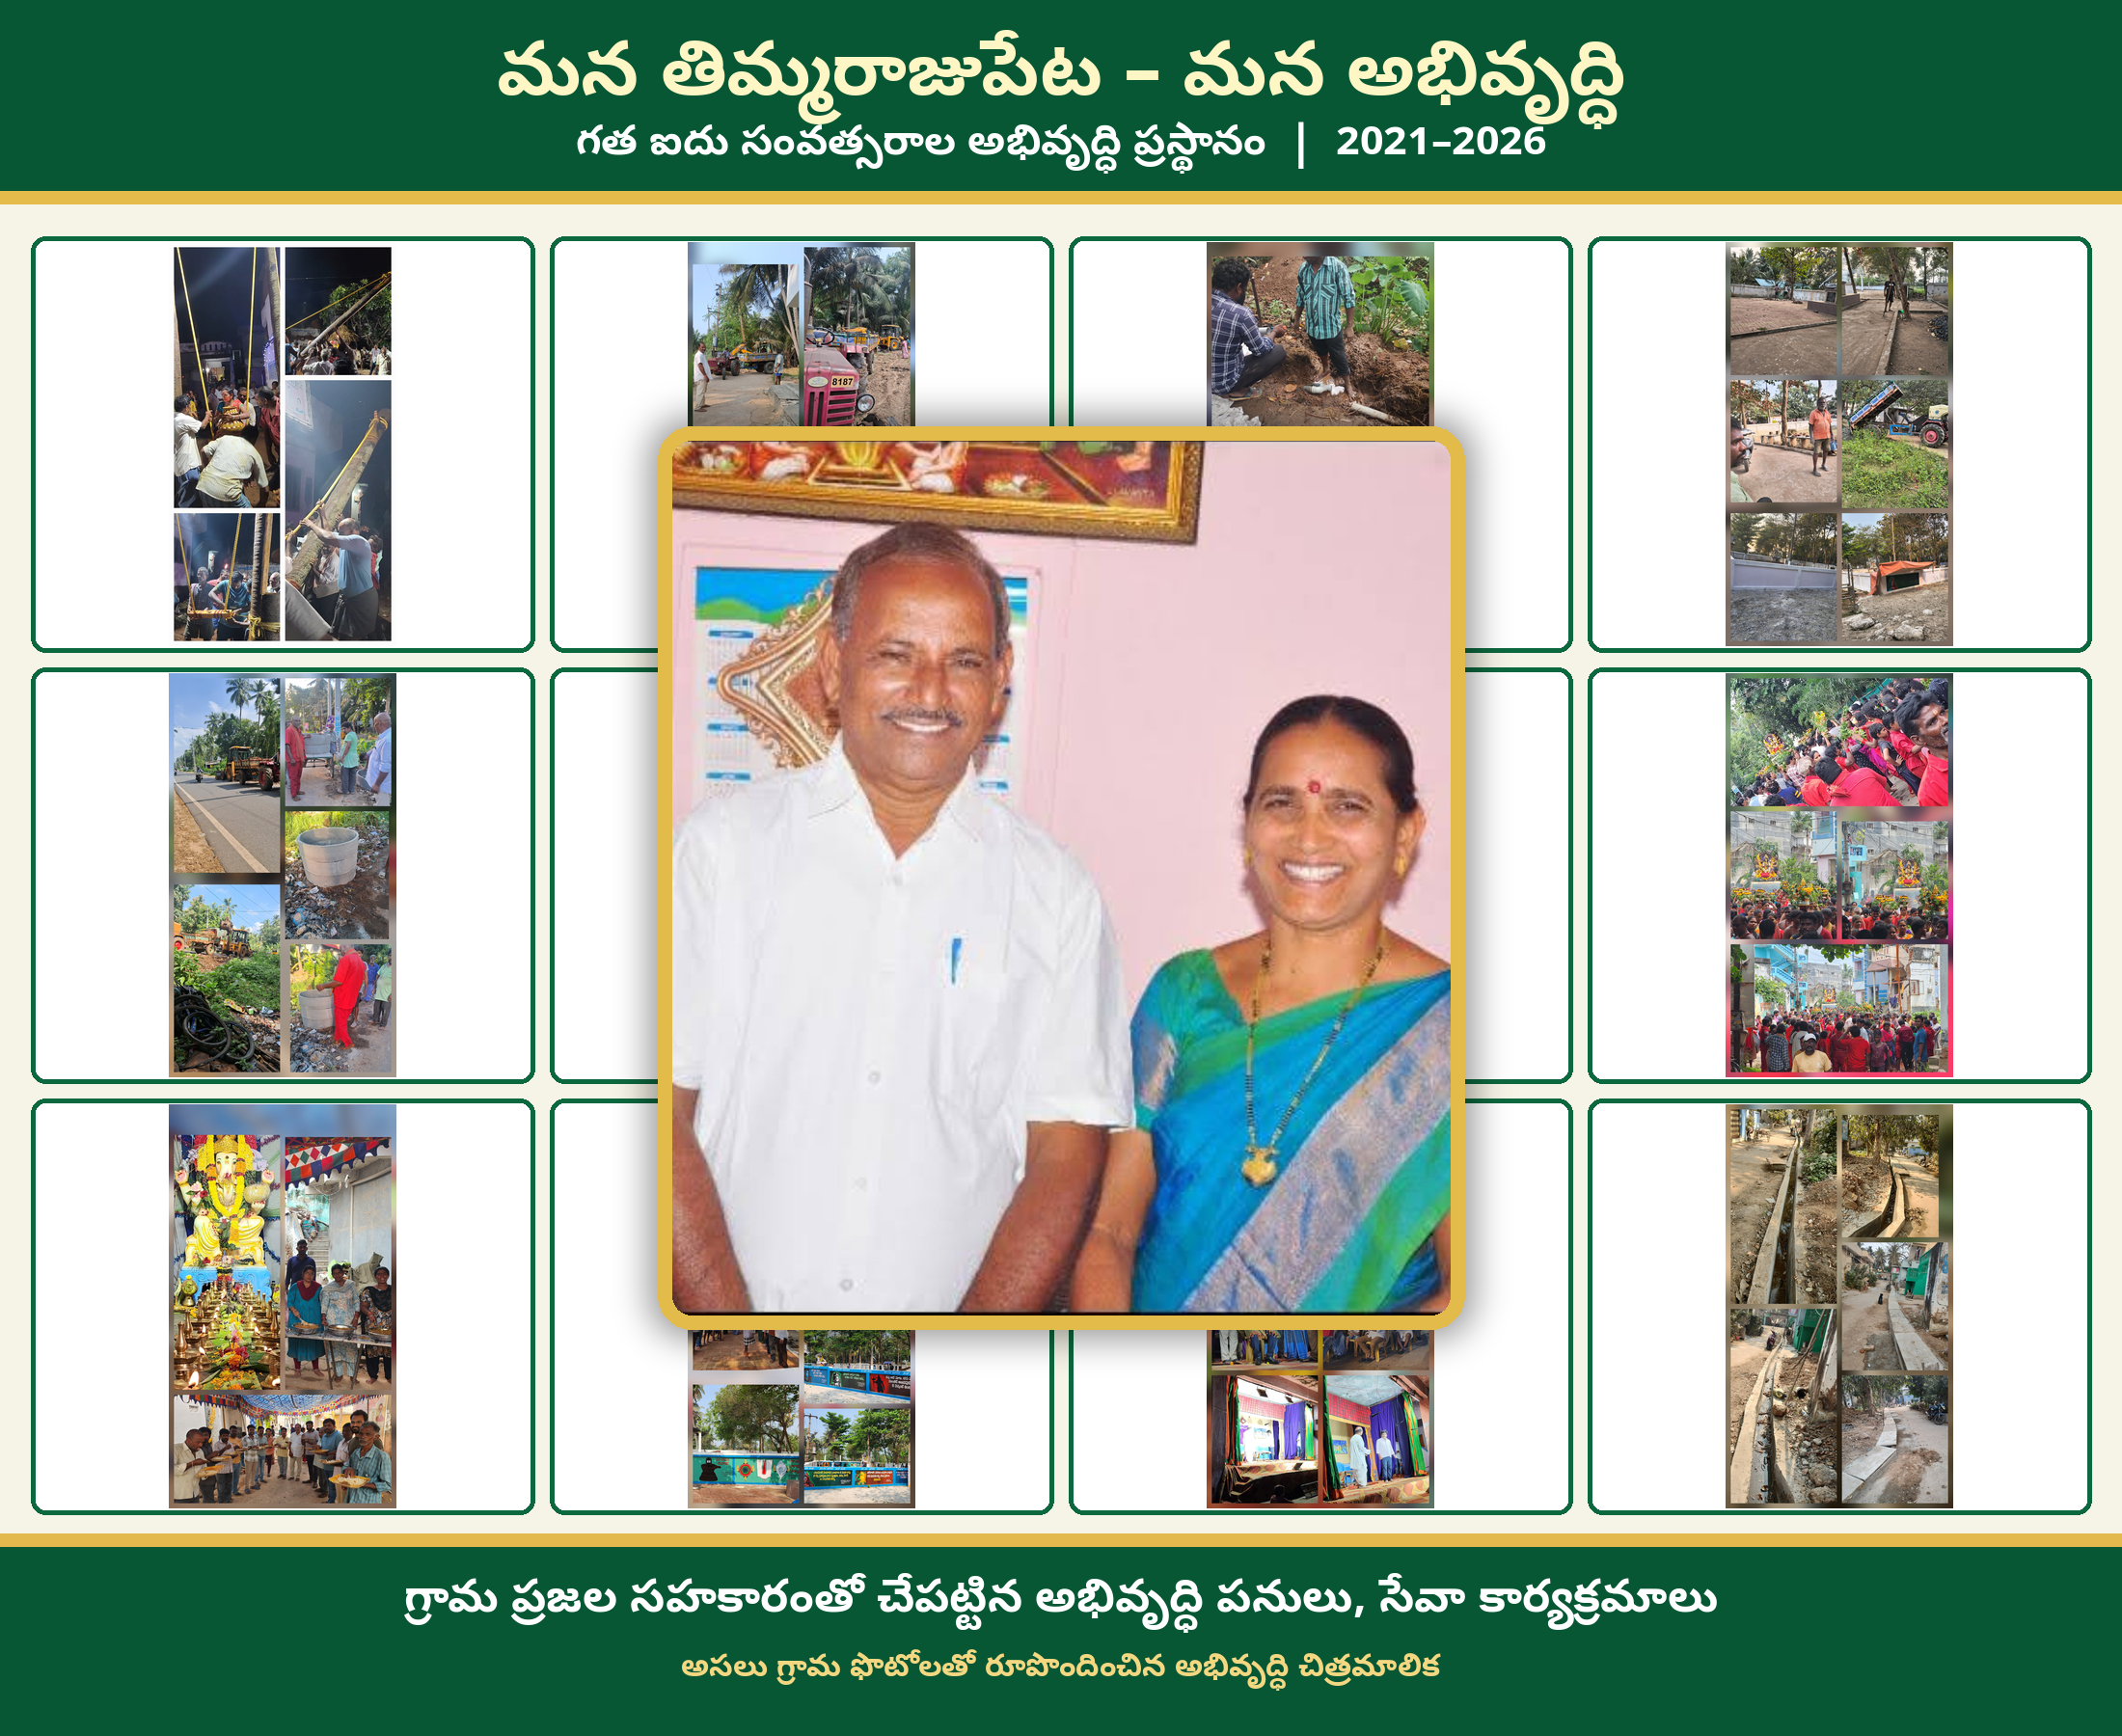 మన తిమ్మరాజుపేట – మన అభివృద్ధి
గత ఐదు సంవత్సరాల అభివృద్ధి ప్రస్థానం | 2021–2026
8187
గ్రామ ప్రజల సహకారంతో చేపట్టిన అభివృద్ధి పనులు, సేవా కార్యక్రమాలు
అసలు గ్రామ ఫొటోలతో రూపొందించిన అభివృద్ధి చిత్రమాలిక